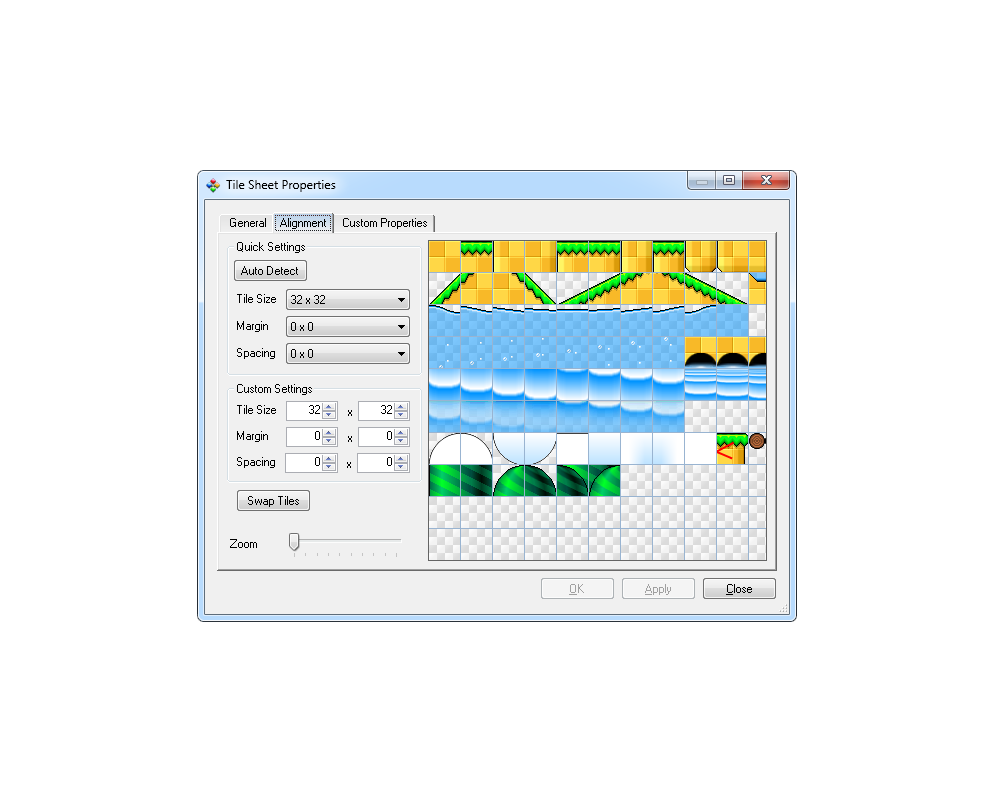 Tile Sheet Properties
General Alignment Custom Properties
Quick Settings
Auto Detect
Tile Size 32 x 32
Margin 0 x 0
Spacing 0 x 0
Custom Settings
Tile Size 32 x 32
Margin 0 x 0
Spacing 0 x 0
Swap Tiles
Zoom
OK Apply Close